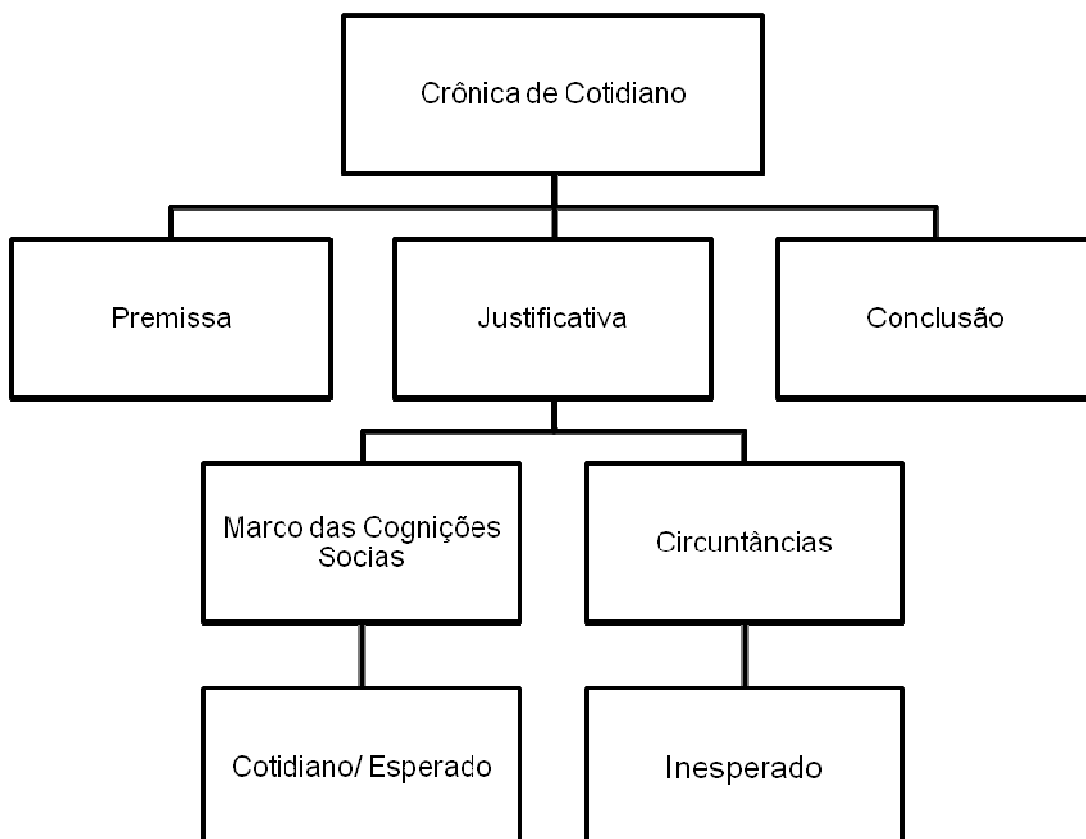 Crônica de Cotidiano
Premissa
Justificativa
Conclusão
Marco das Cognições
Socias
Circuntâncias
Cotidiano/ Esperado
Inesperado